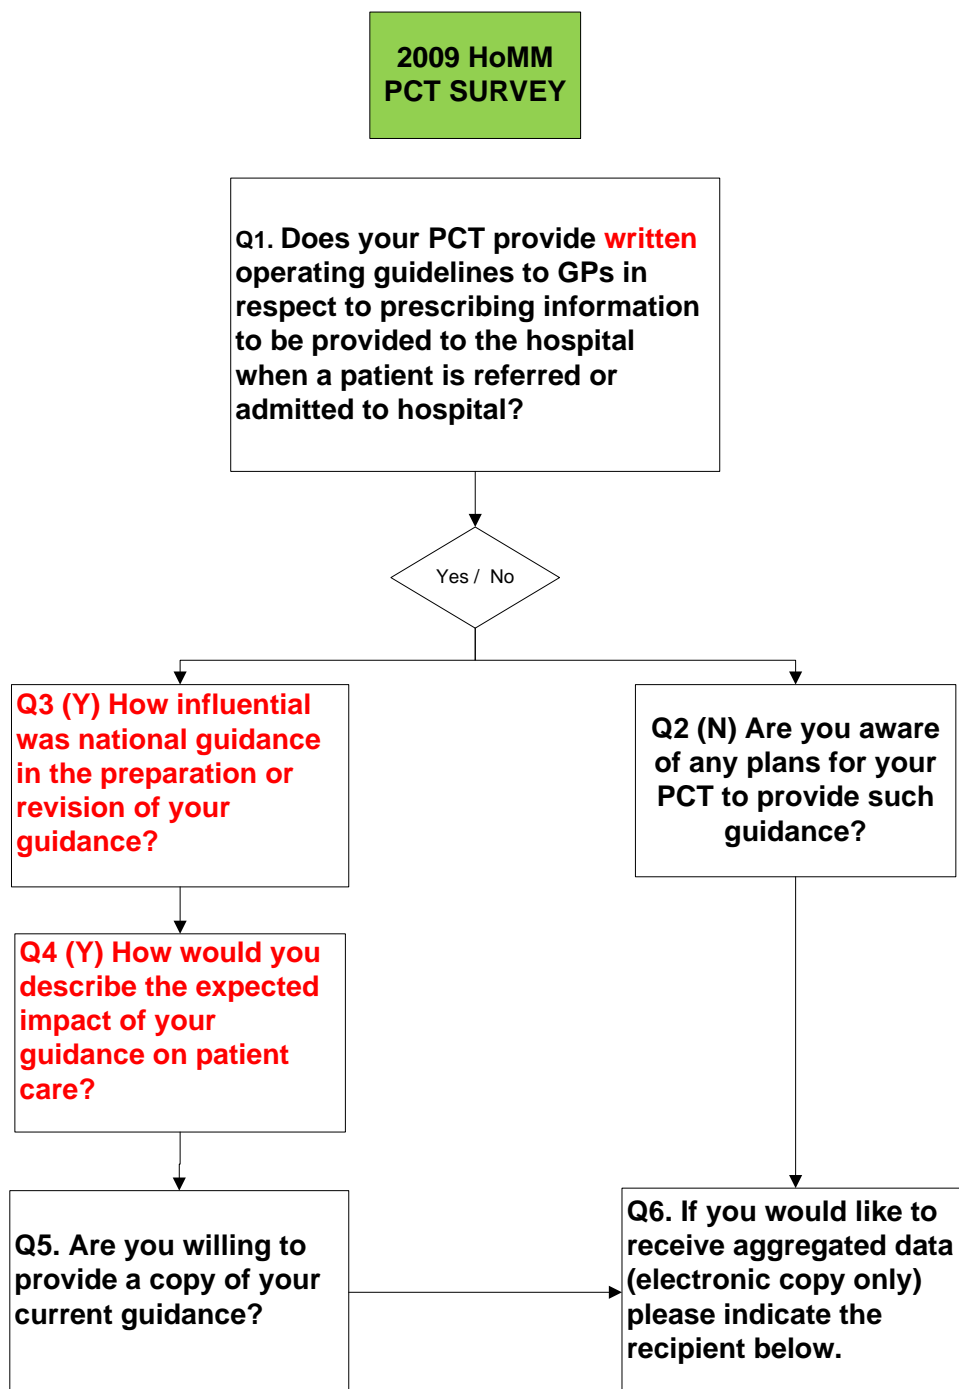 2009 HoMM
PCT SURVEY
Q1. Does your PCT provide written
operating guidelines to GPs in
respect to prescribing information
to be provided to the hospital
when a patient is referred or
admitted to hospital?
Yes / No
Q3 (Y) How influential
was national guidance
in the preparation or
revision of your
guidance?
Q2 (N) Are you aware
of any plans for your
PCT to provide such
guidance?
Q4 (Y) How would you
describe the expected
impact of your
guidance on patient
care?
Q5. Are you willing to
provide a copy of your
current guidance?
Q6. If you would like to
receive aggregated data
(electronic copy only)
please indicate the
recipient below.